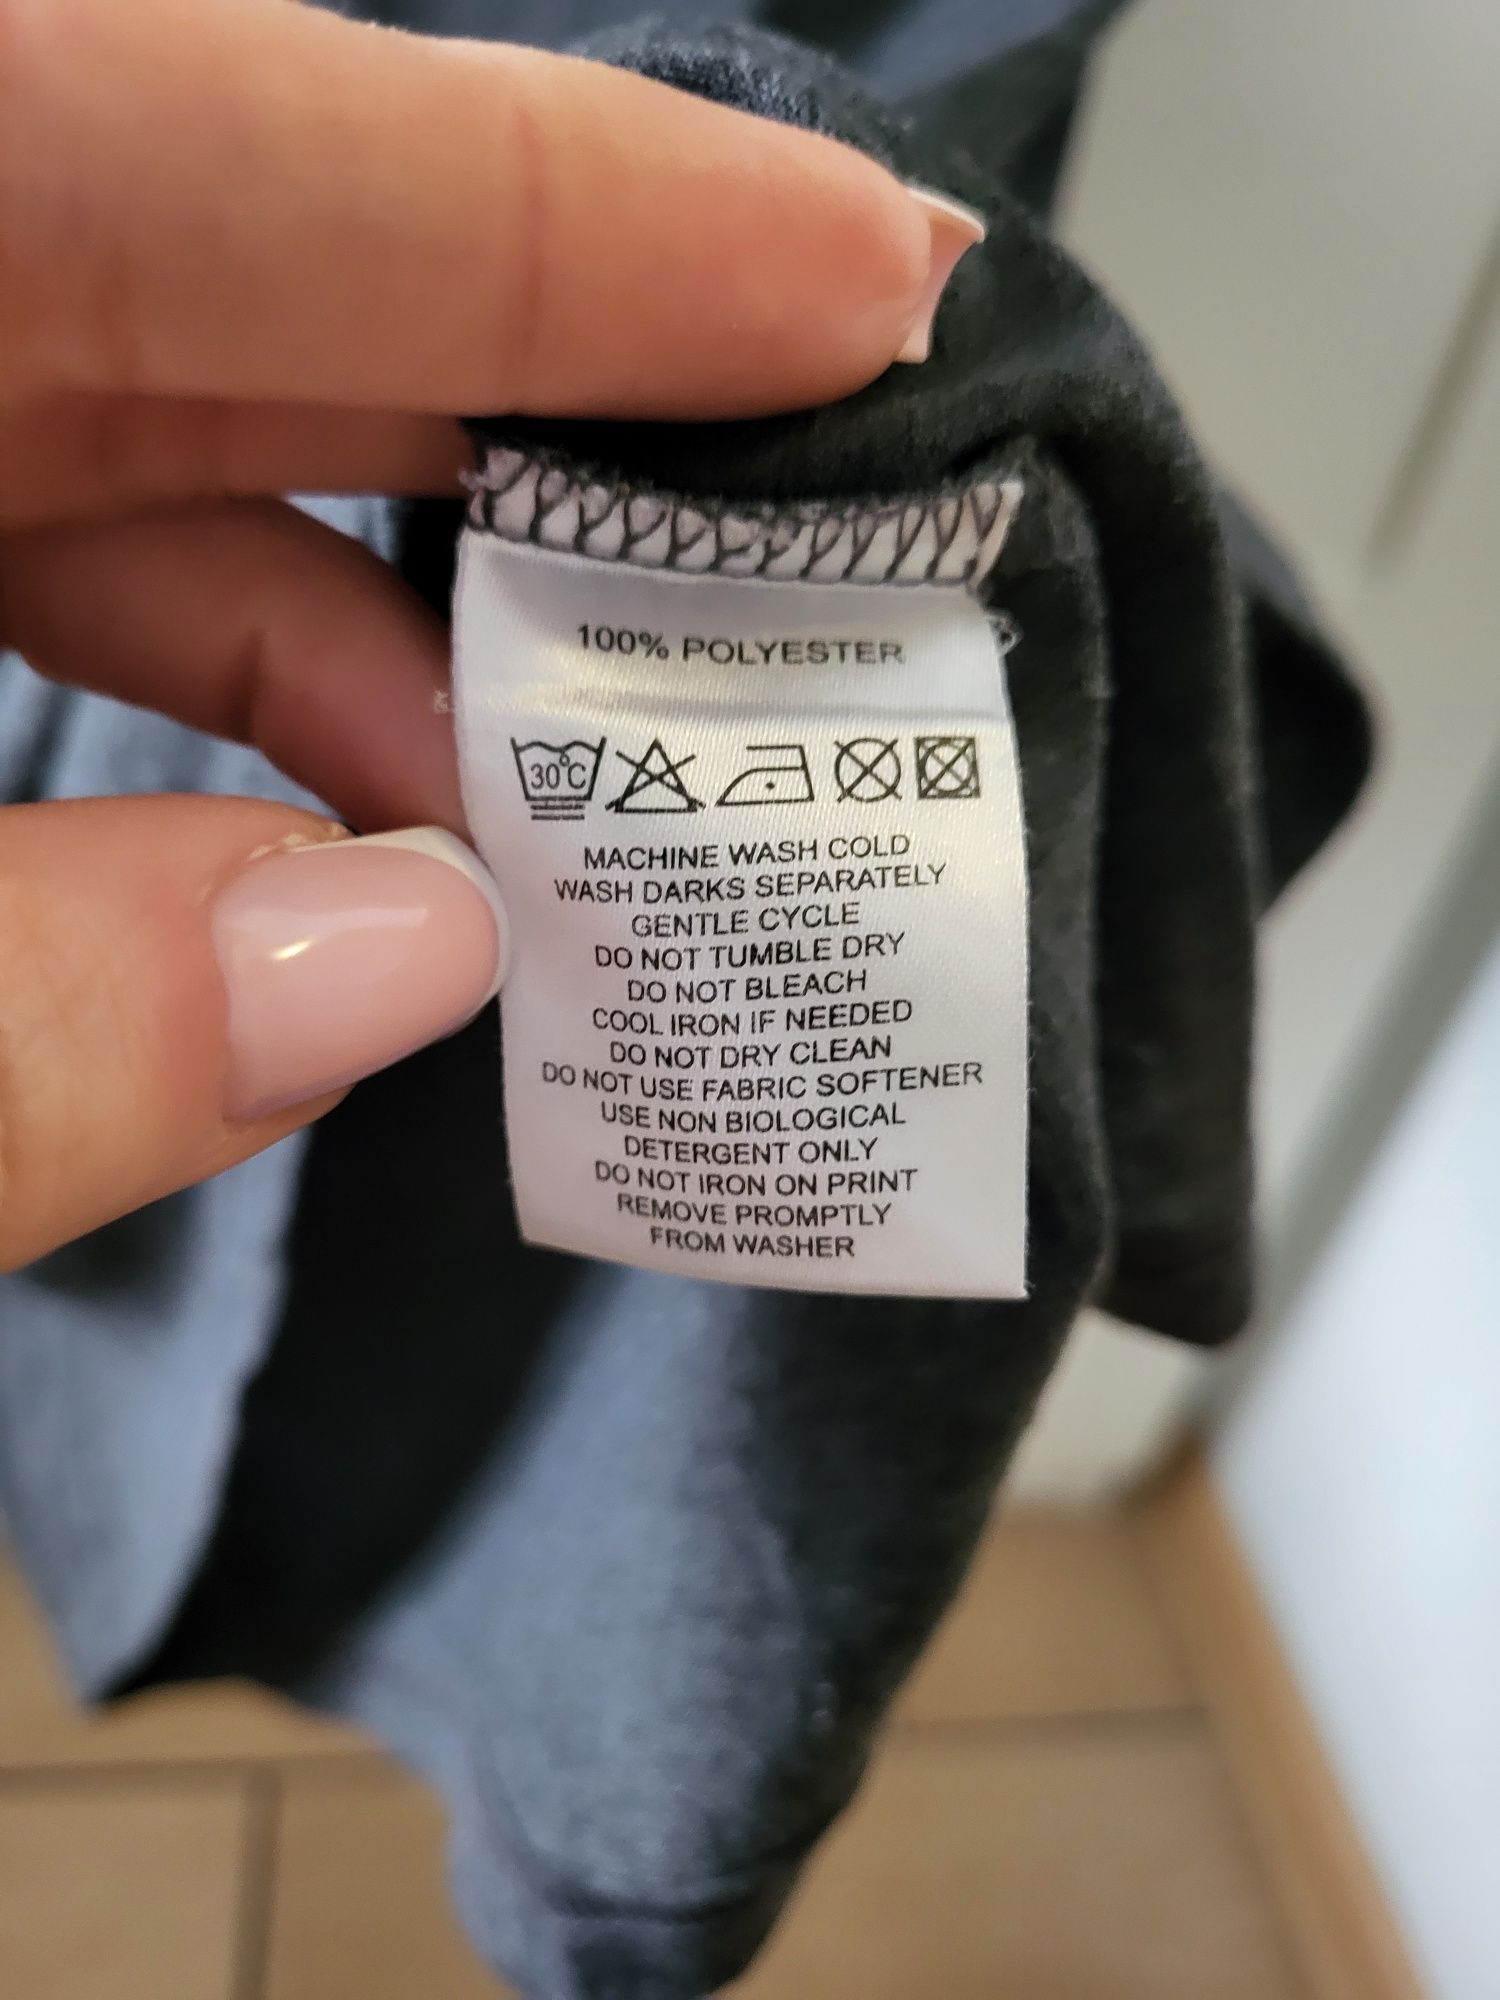 100% POLYESTER
30°C
MACHINE WASH COLD
WASH DARKS SEPARATELY
GENTLE CYCLE
DO NOT TUMBLE DRY
DO NOT BLEACH
COOL IRON IF NEEDED
DO NOT DRY CLEAN
DO NOT USE FABRIC SOFTENER
USE NON BIOLOGICAL
DETERGENT ONLY
DO NOT IRON ON PRINT
REMOVE PROMPTLY
FROM WASHER